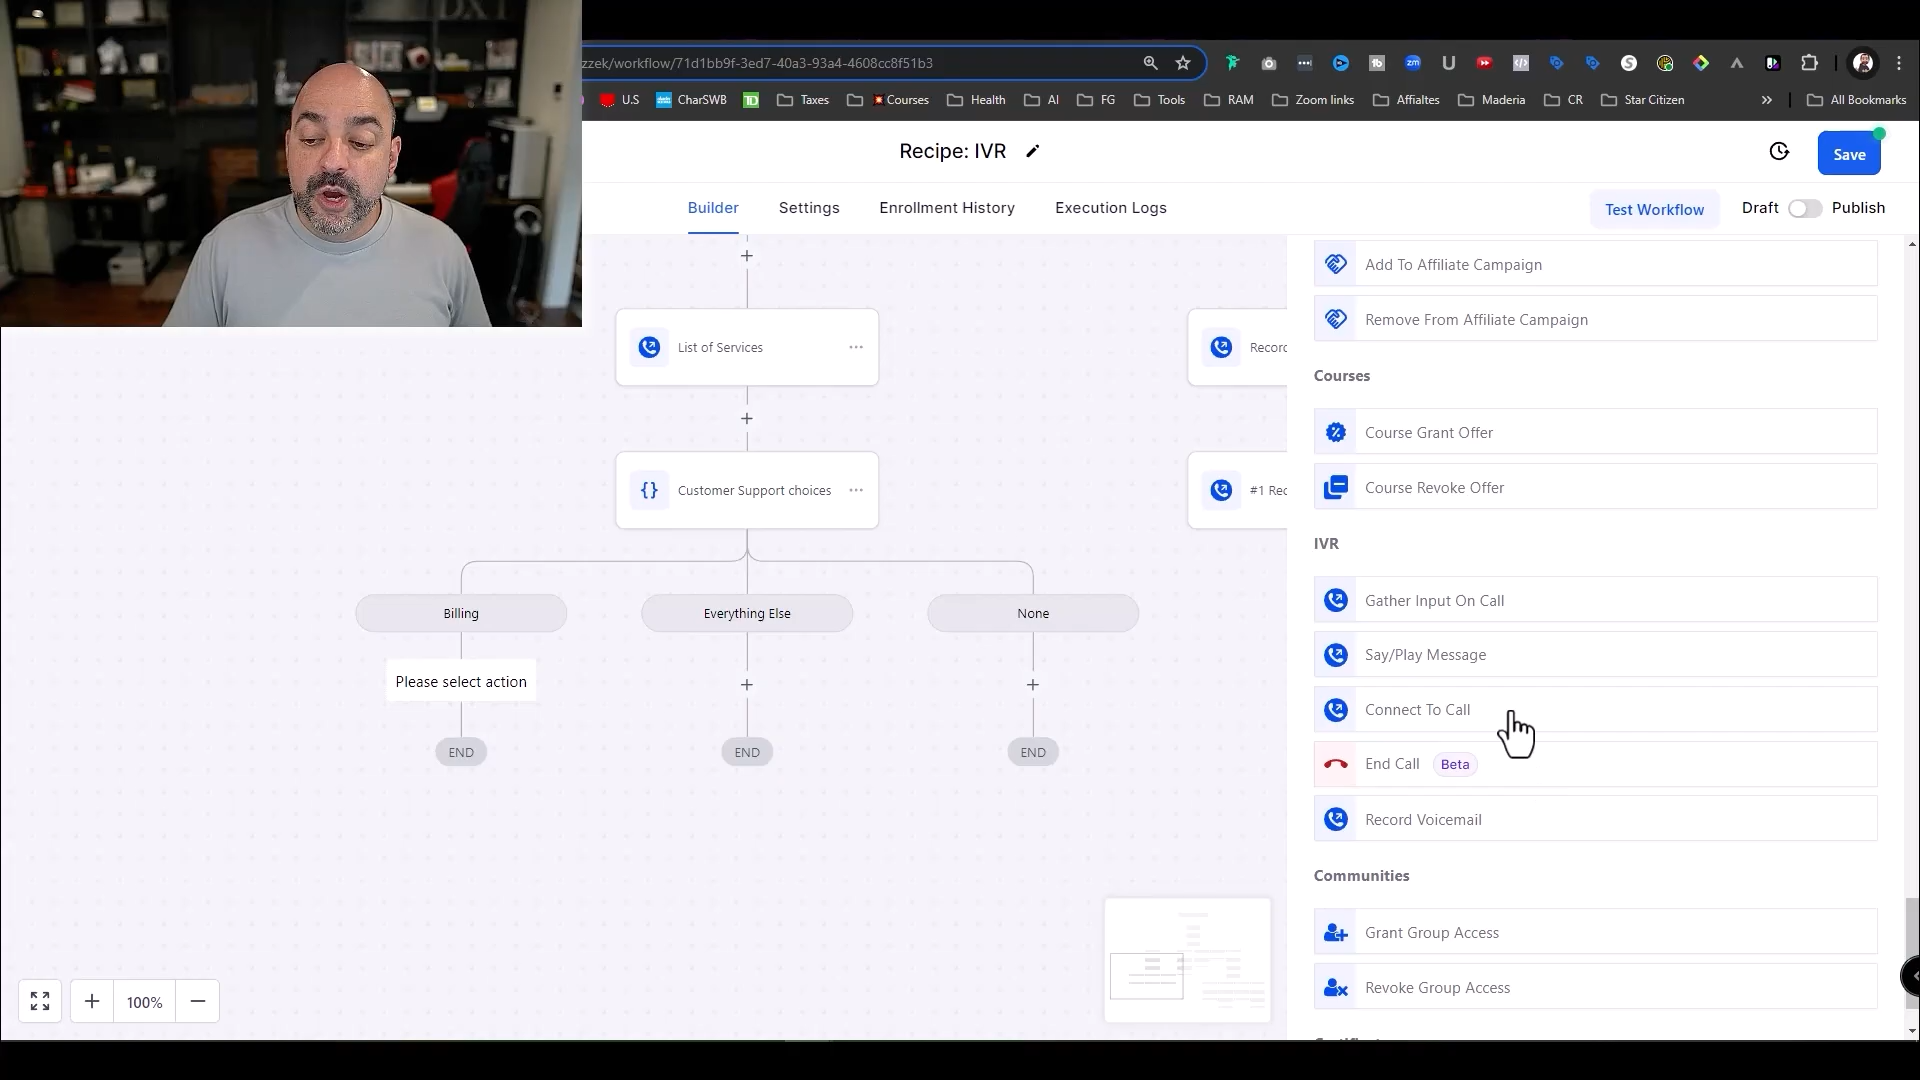 zzek/workflow/71d1bb9f-3ed7-40a3-93a4-4608cc8f51b3
U.S
CharSWB
Taxes
Courses
Health
AI
FG
Tools
RAM
Zoom links
Affialtes
Maderia
CR
Star Citizen
All Bookmarks
Recipe: IVR
Save
Builder
Settings
Enrollment History
Execution Logs
Test Workflow
Draft
Publish
List of Services
Customer Support choices
Billing
Everything Else
None
Please select action
END
END
END
Record
#1 Rec
100%
Add To Affiliate Campaign
Remove From Affiliate Campaign
Courses
Course Grant Offer
Course Revoke Offer
IVR
Gather Input On Call
Say/Play Message
Connect To Call
End Call Beta
Record Voicemail
Communities
Grant Group Access
Revoke Group Access